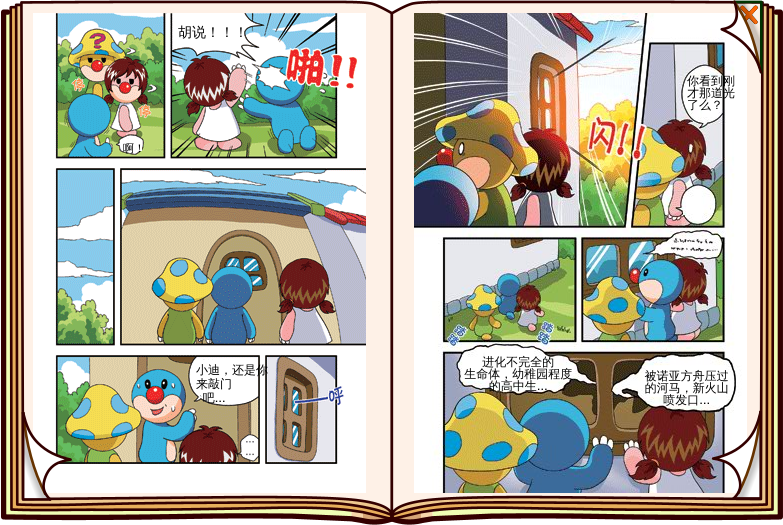 ?
停
停
啊！
胡说！！！
啪!!
小迪，还是你
来敲门
吧...
...
...
呼
闪!!
你看到刚
才那道光
了么？
进化不完全的
生命体，幼稚园程度
的高中生...
被诺亚方舟压过
的河马，新火山
喷发口...